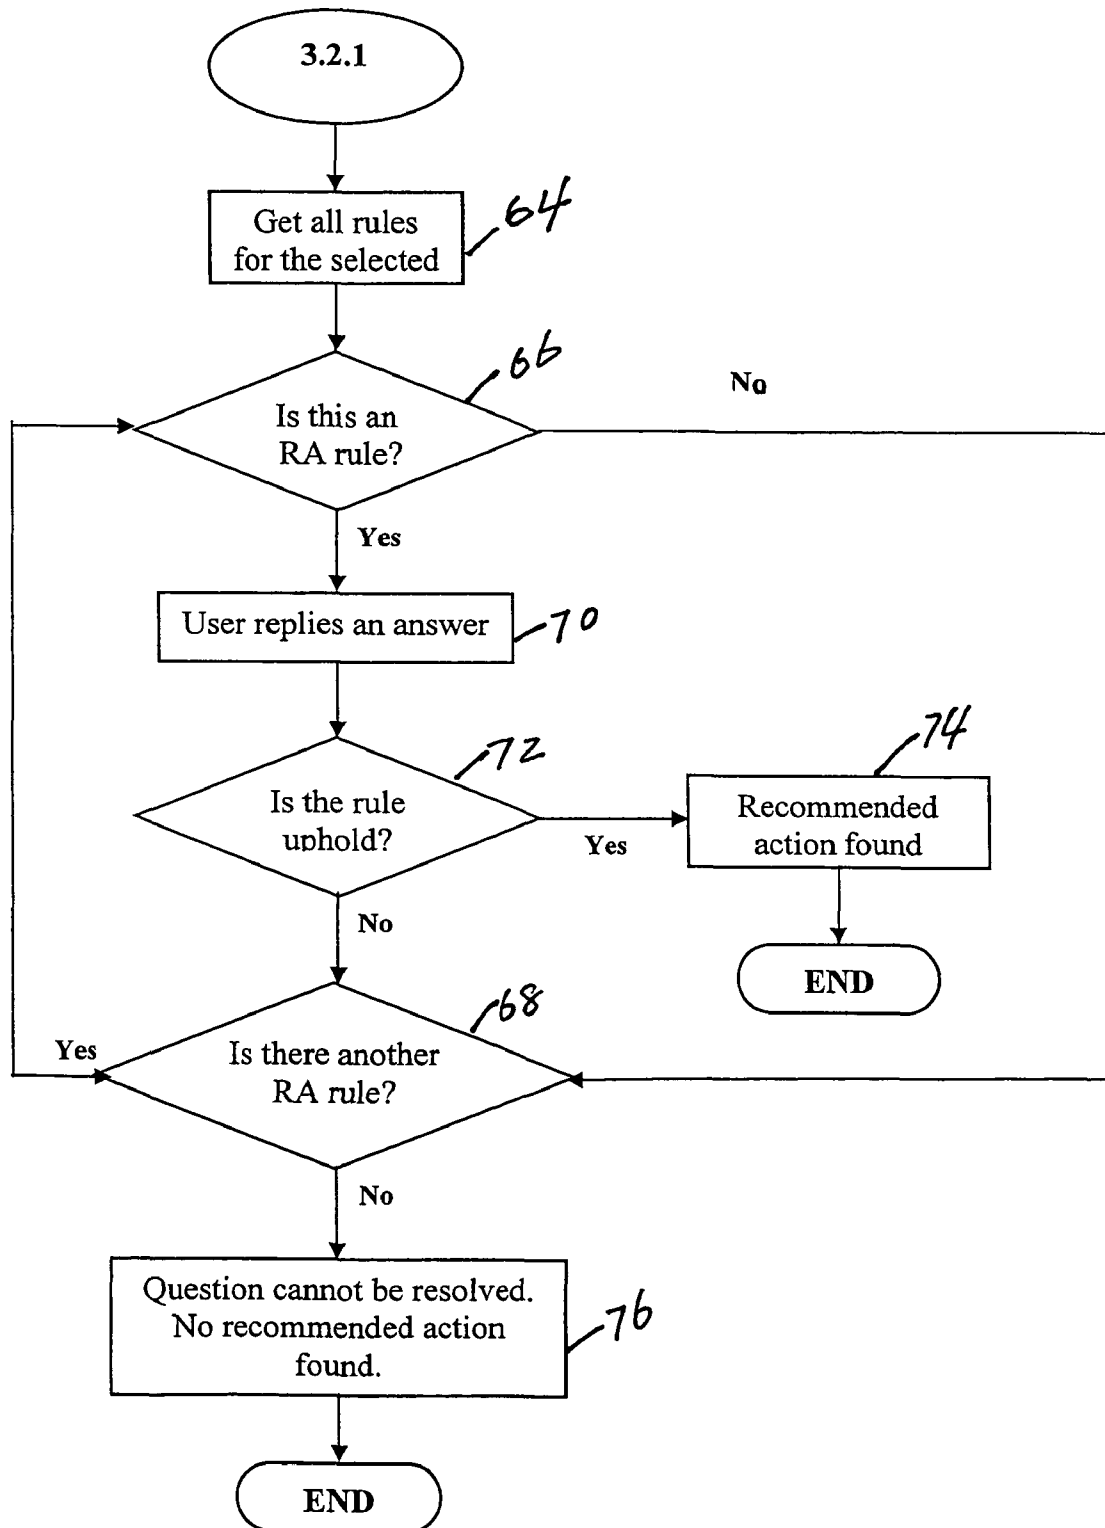 3.2.1
Get all rules
for the selected
64
66
No
Is this an
RA rule?
Yes
User replies an answer
70
72
74
Is the rule
uphold?
Recommended
action found
Yes
No
END
68
Yes
Is there another
RA rule?
No
Question cannot be resolved.
No recommended action
found.
76
END